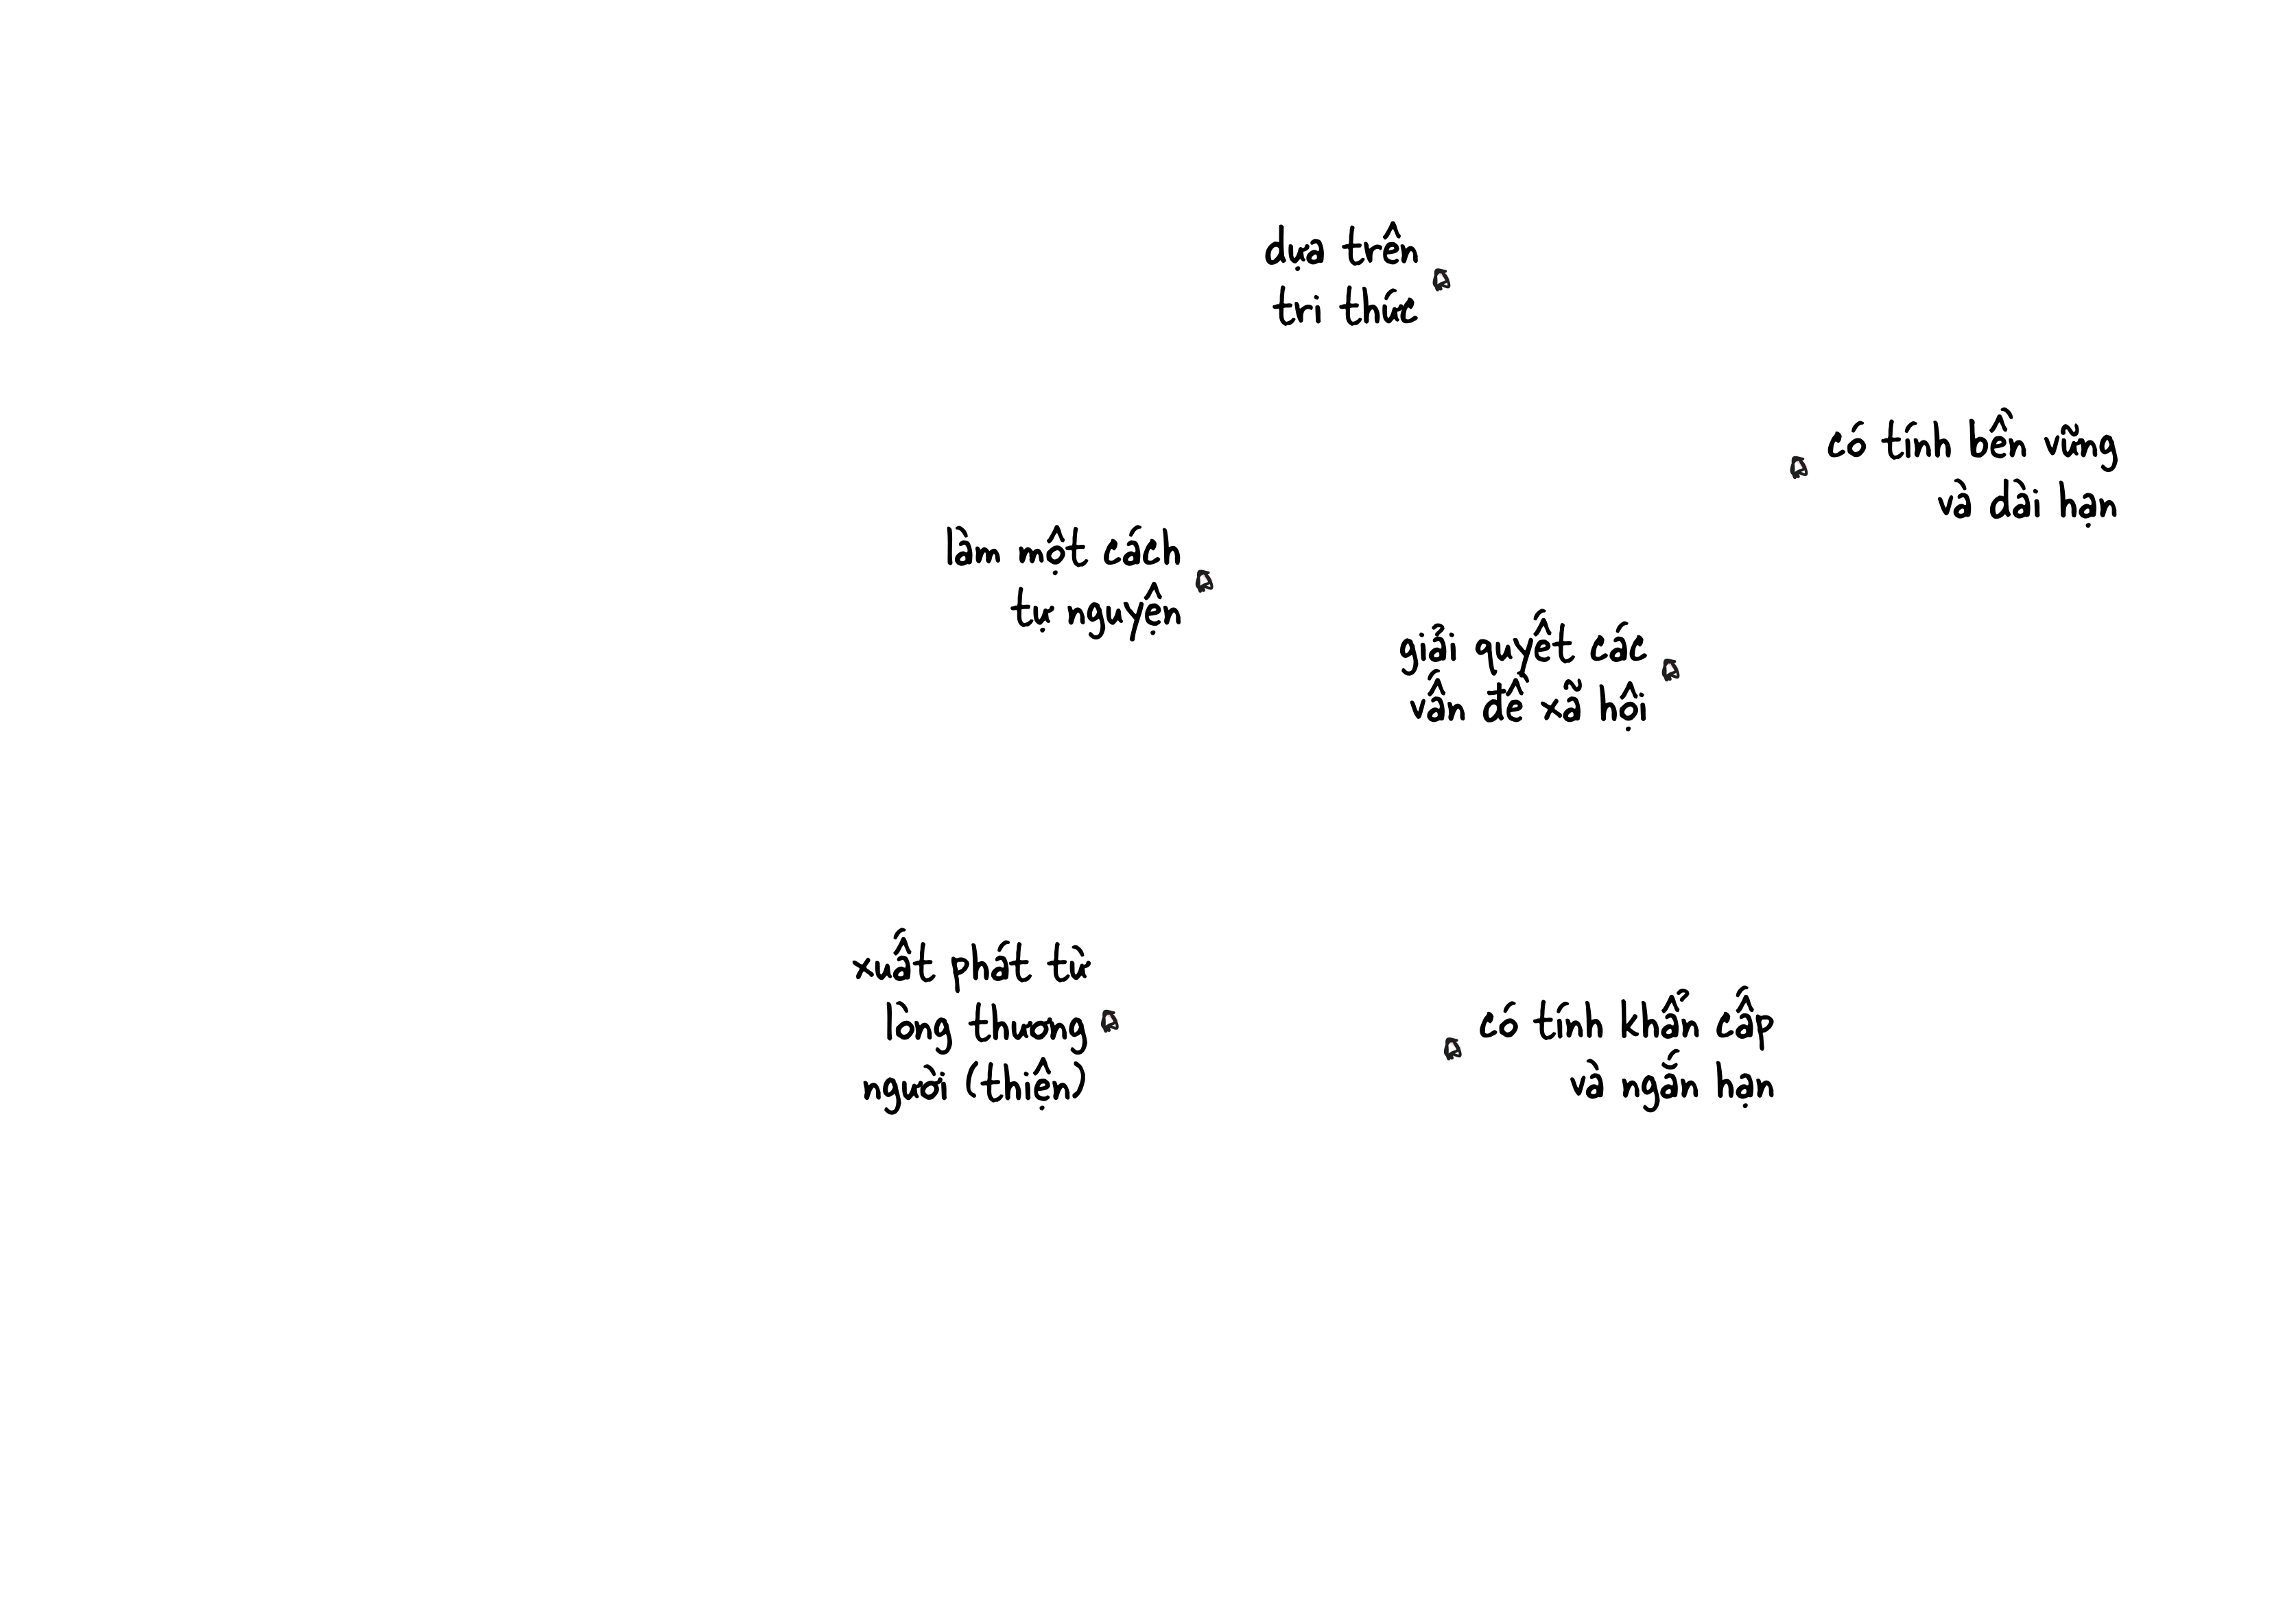 dựa trên
tri thức
có tính bền vững
và dài hạn
làm một cách
tự nguyện
giải quyết các
vấn đề xã hội
xuất phát từ
lòng thương
người (thiện)
có tính khẩn cấp
và ngắn hạn